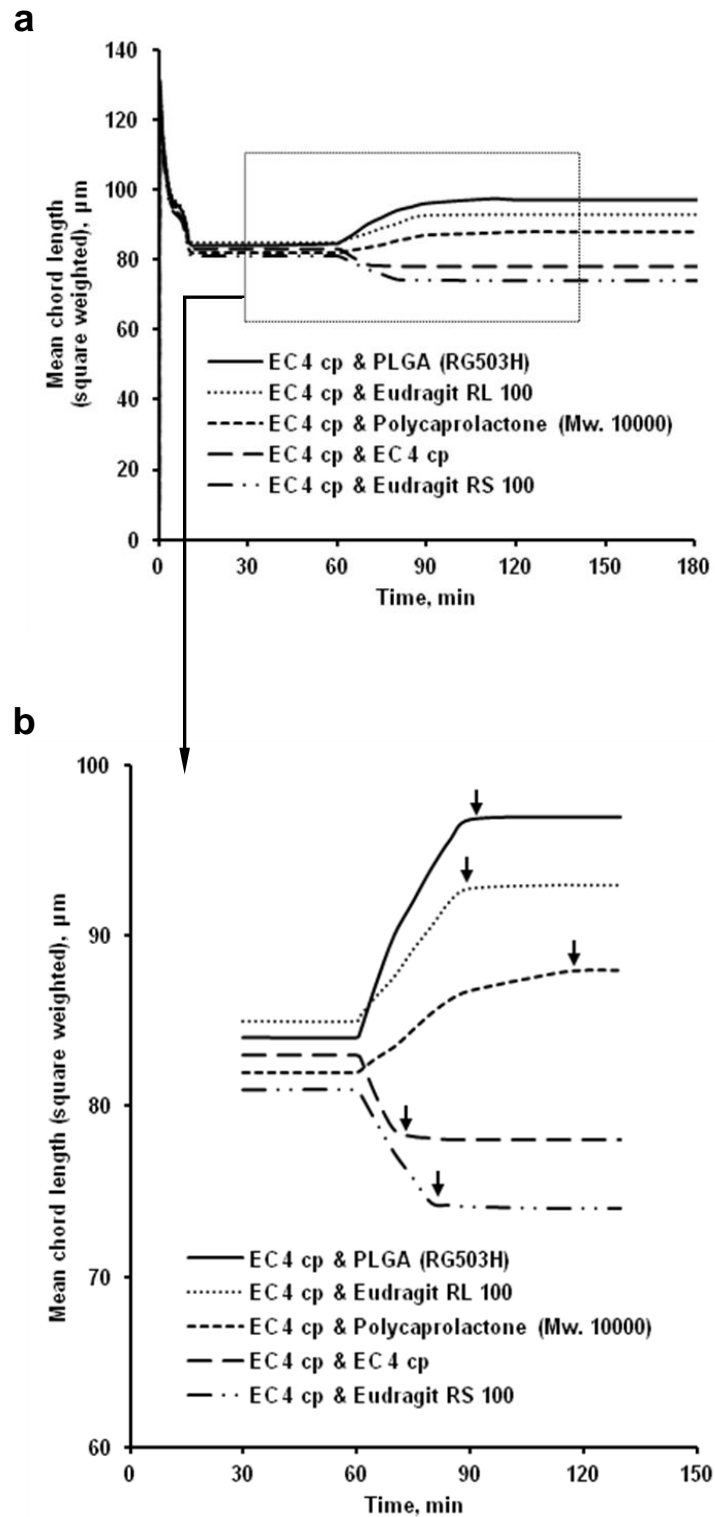 a
140
120
100
80
60
40
20
0
Mean chord length
(square weighted), µm
EC 4 cp & PLGA (RG503H)
EC 4 cp & Eudragit RL 100
EC 4 cp & Polycaprolactone (Mw. 10000)
EC 4 cp & EC 4 cp
EC 4 cp & Eudragit RS 100
0 30 60 90 120 150 180
Time, min
b
100
90
80
70
60
Mean chord length (square weighted), µm
EC 4 cp & PLGA (RG503H)
EC 4 cp & Eudragit RL 100
EC 4 cp & Polycaprolactone (Mw. 10000)
EC 4 cp & EC 4 cp
EC 4 cp & Eudragit RS 100
0 30 60 90 120 150
Time, min